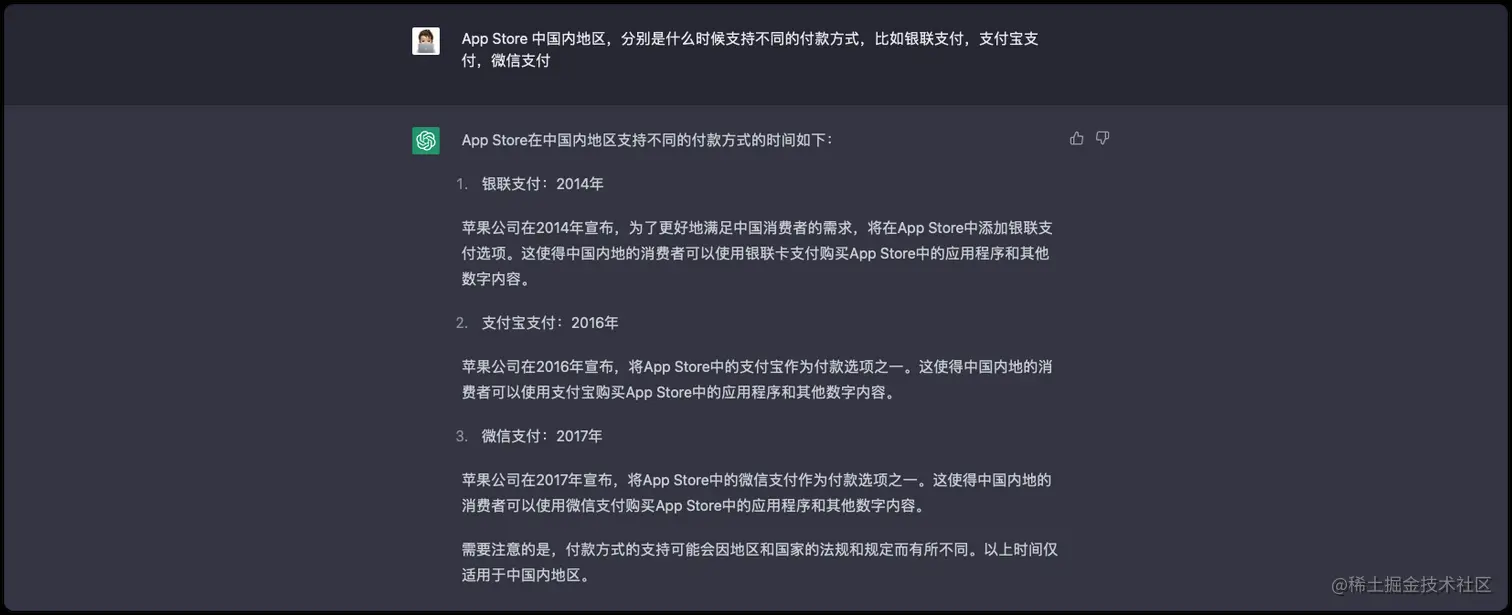 App Store 中国内地区，分别是什么时候支持不同的付款方式，比如银联支付，支付宝支
付，微信支付
App Store在中国内地区支持不同的付款方式的时间如下：
1. 银联支付：2014年
苹果公司在2014年宣布，为了更好地满足中国消费者的需求，将在App Store中添加银联支
付选项。这使得中国内地的消费者可以使用银联卡支付购买App Store中的应用程序和其他
数字内容。
2. 支付宝支付：2016年
苹果公司在2016年宣布，将App Store中的支付宝作为付款选项之一。这使得中国内地的消
费者可以使用支付宝购买App Store中的应用程序和其他数字内容。
3. 微信支付：2017年
苹果公司在2017年宣布，将App Store中的微信支付作为付款选项之一。这使得中国内地的
消费者可以使用微信支付购买App Store中的应用程序和其他数字内容。
需要注意的是，付款方式的支持可能会因地区和国家的法规和规定而有所不同。以上时间仅
适用于中国内地区。
@稀土掘金技术社区